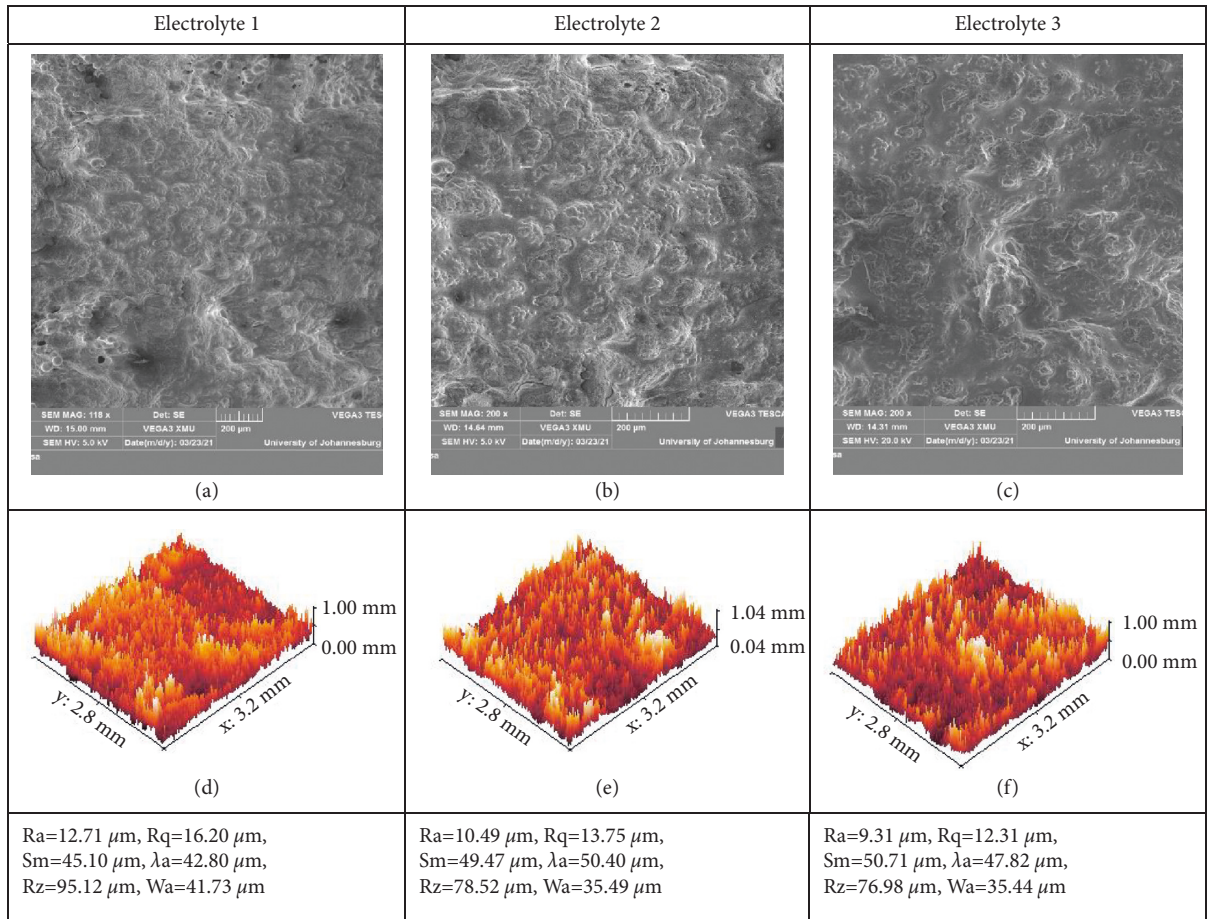 Electrolyte 1
Electrolyte 2
Electrolyte 3
SEM MAG: 118 x
Det: SE
VEGA3 TESC
WD: 15.00 mm
VEGA3 XMU
200 µm
SEM HV: 5.0 kV
Date(m/d/y): 03/23/21
University of Johannesburg
sa
SEM MAG: 200 x
Det: SE
VEGA3 TESCA
WD: 14.64 mm
VEGA3 XMU
200 µm
SEM HV: 5.0 kV
Date(m/d/y): 03/23/21
University of Johannesburg
sa
SEM MAG: 200 x
Det: SE
VEGA3 TE
WD: 14.31 mm
VEGA3 XMU
200 µm
SEM HV: 20.0 kV
Date(m/d/y): 03/23/21
University of Johannesburg
sa
(a)
(b)
(c)
1.00 mm
0.00 mm
y: 2.8 mm
x: 3.2 mm
(d)
1.04 mm
0.04 mm
y: 2.8 mm
x: 3.2 mm
(e)
1.00 mm
0.00 mm
y: 2.8 mm
x: 3.2 mm
(f)
Ra=12.71 µm, Rq=16.20 µm,
Sm=45.10 µm, λa=42.80 µm,
Rz=95.12 µm, Wa=41.73 µm
Ra=10.49 µm, Rq=13.75 µm,
Sm=49.47 µm, λa=50.40 µm,
Rz=78.52 µm, Wa=35.49 µm
Ra=9.31 µm, Rq=12.31 µm,
Sm=50.71 µm, λa=47.82 µm,
Rz=76.98 µm, Wa=35.44 µm